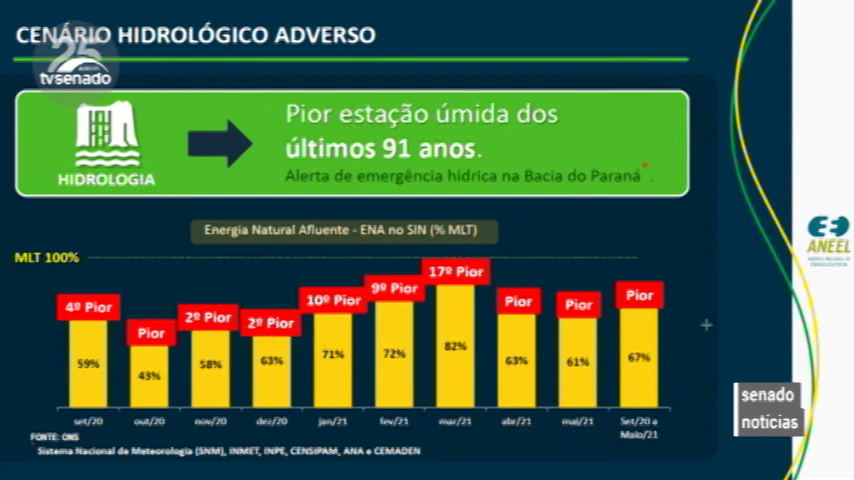 CENÁRIO HIDROLÓGICO ADVERSO
25
tvsenado
Pior estação úmida dos
últimos 91 anos.
HIDROLOGIA
Alerta de emergência hídrica na Bacia do Paraná*.
Energia Natural Afluente - ENA no SIN (% MLT)
MLT 100%
4º Pior
Pior
2º Pior
2º Pior
10º Pior
9º Pior
17º Pior
Pior
Pior
Pior
59%
43%
58%
63%
71%
72%
82%
63%
61%
67%
set/20
out/20
nov/20
dez/20
jan/21
fev/21
mar/21
abr/21
mai/21
Set/20 a
Maio/21
FONTE: ONS
* Sistema Nacional de Meteorologia (SNM), INMET, INPE, CENSIPAM, ANA e CEMADEN
ANEEL
senado
notícias